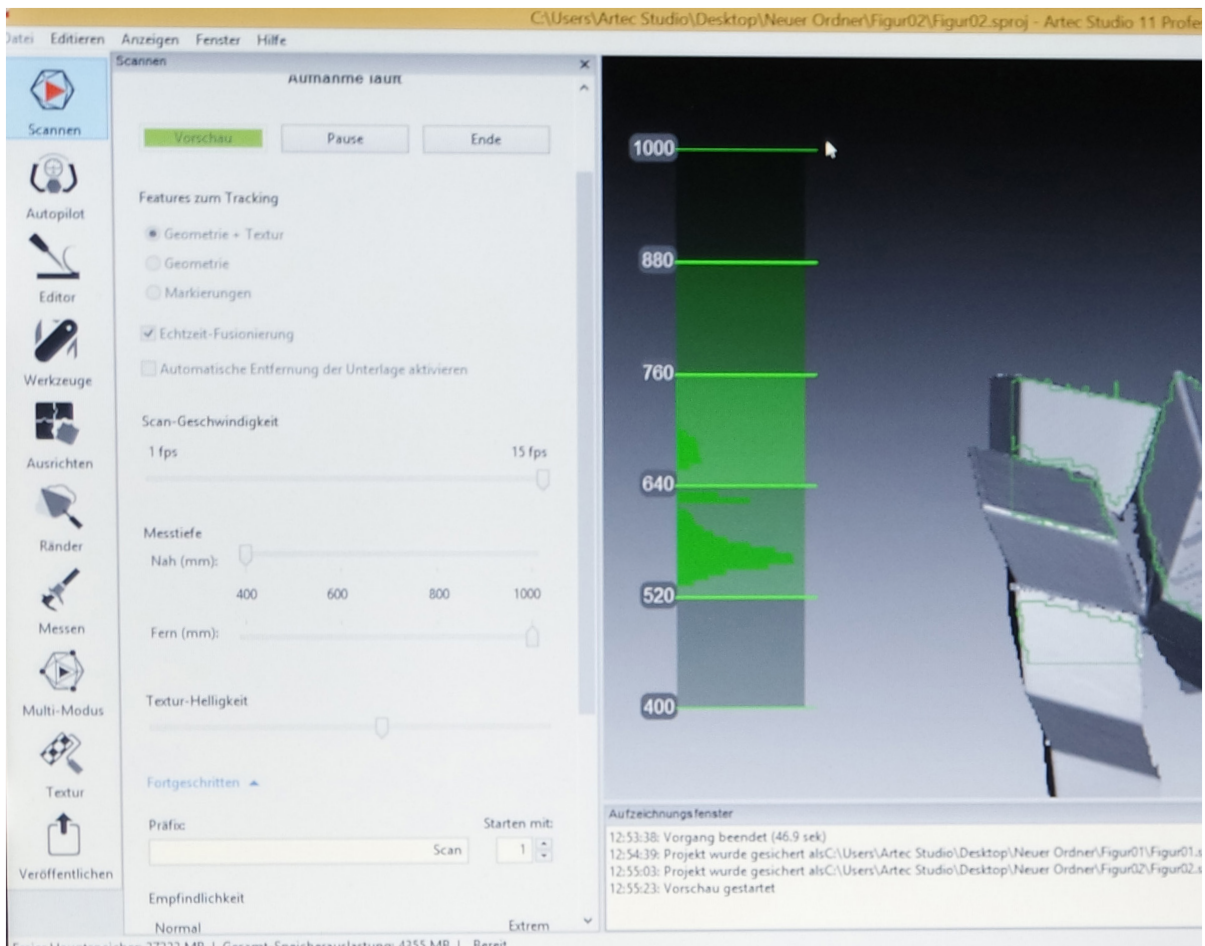 C:\Users\Artec Studio\Desktop\Neuer Ordner\Figur02\Figur02.sproj - Artec Studio 11 Profe
Datei Editieren Anzeigen Fenster Hilfe
Scannen
Aufnahme läuft
Scannen
Autopilot
Editor
Werkzeuge
Ausrichten
Ränder
Messen
Multi-Modus
Textur
Veröffentlichen
Vorschau Pause Ende
Features zum Tracking
Geometrie + Textur
Geometrie
Markierungen
Echtzeit-Fusionierung
Automatische Entfernung der Unterlage aktivieren
Scan-Geschwindigkeit
1 fps 15 fps
Messtiefe
Nah (mm):
400 600 800 1000
Fern (mm):
Textur-Helligkeit
Fortgeschritten
Präfix: Starten mit:
Scan 1
Empfindlichkeit
Normal Extrem
1000
880
760
640
520
400
Aufzeichnungsfenster
12:53:38: Vorgang beendet (46.9 sek)
12:54:39: Projekt wurde gesichert alsC:\Users\Artec Studio\Desktop\Neuer Ordner\Figur01\Figur01.s
12:55:03: Projekt wurde gesichert alsC:\Users\Artec Studio\Desktop\Neuer Ordner\Figur02\Figur02.s
12:55:23: Vorschau gestartet
MB | Gesamt-Speicherauslastung: 4355 MB | Bereit